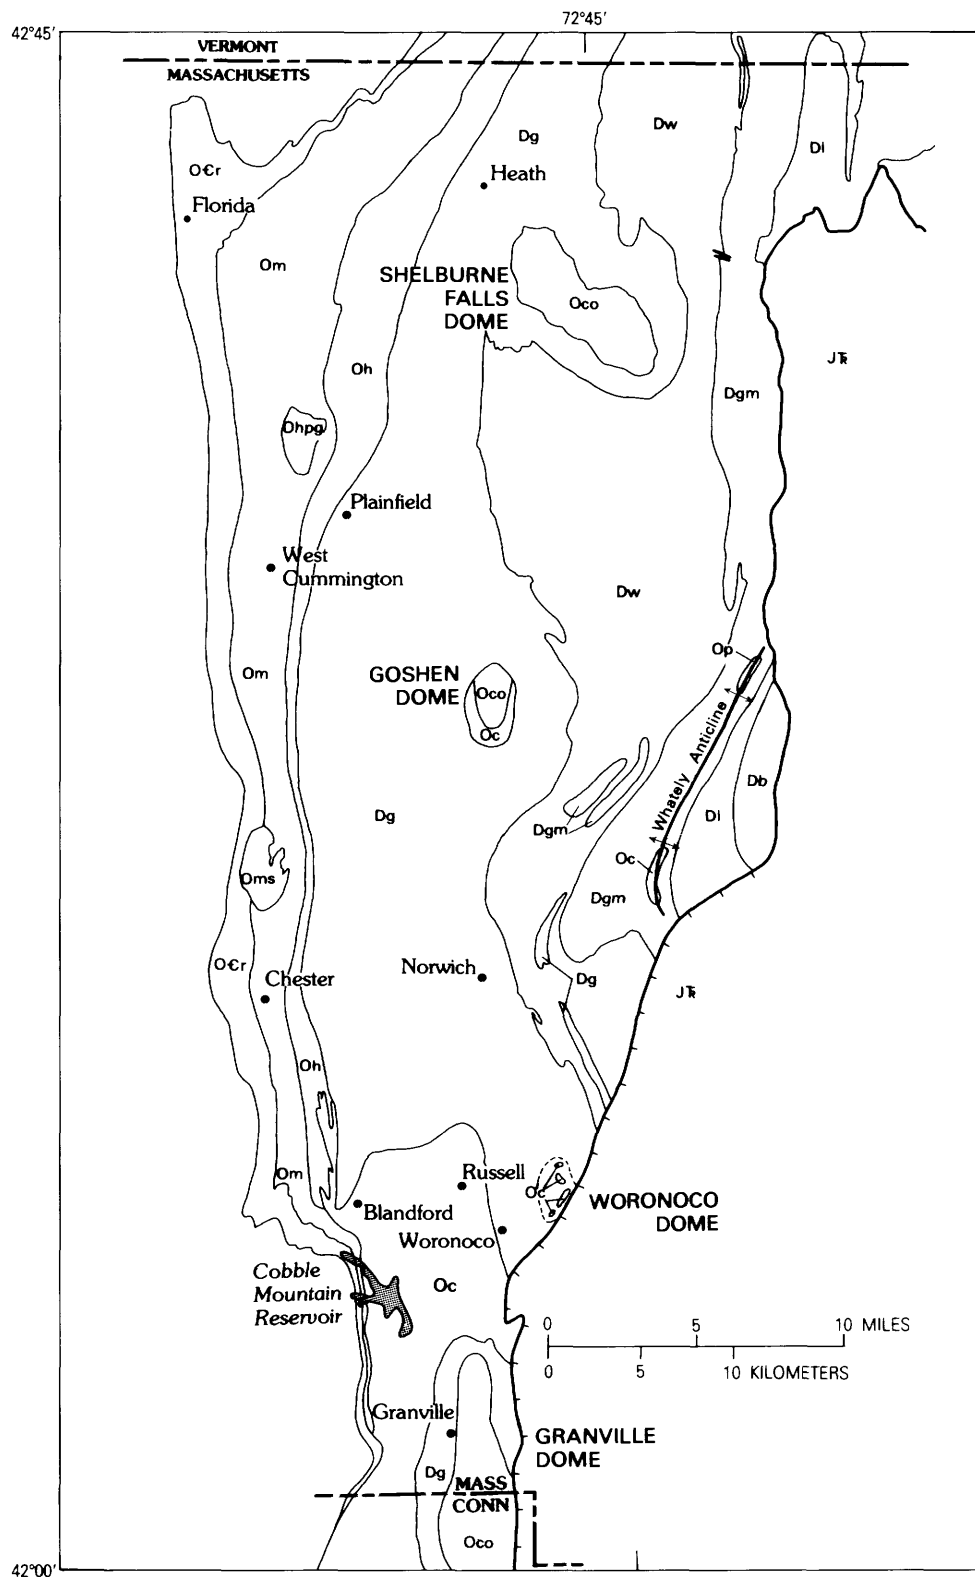 72°45′
42°45′
VERMONT
MASSACHUSETTS
Dw
Dg
Dl
O€r
Heath
Florida
Om
SHELBURNE
FALLS
DOME
Oco
JTR
Oh
Dgm
Dhpg
Plainfield
West
Cummington
Dw
Op
Om
GOSHEN
DOME
Oco
Oc
Whately Anticline
Db
Dg
Dl
Dgm
Oc
Oms
Dgm
O€r
Norwich
Chester
Dg
JTR
Oh
Om
Russell
Oc
Blandford
WORONOCO
DOME
Woronoco
Cobble
Mountain
Reservoir
Oc
0 5 10 MILES
0 5 10 KILOMETERS
Granville
GRANVILLE
DOME
Dg
MASS
CONN
Oco
42°00′